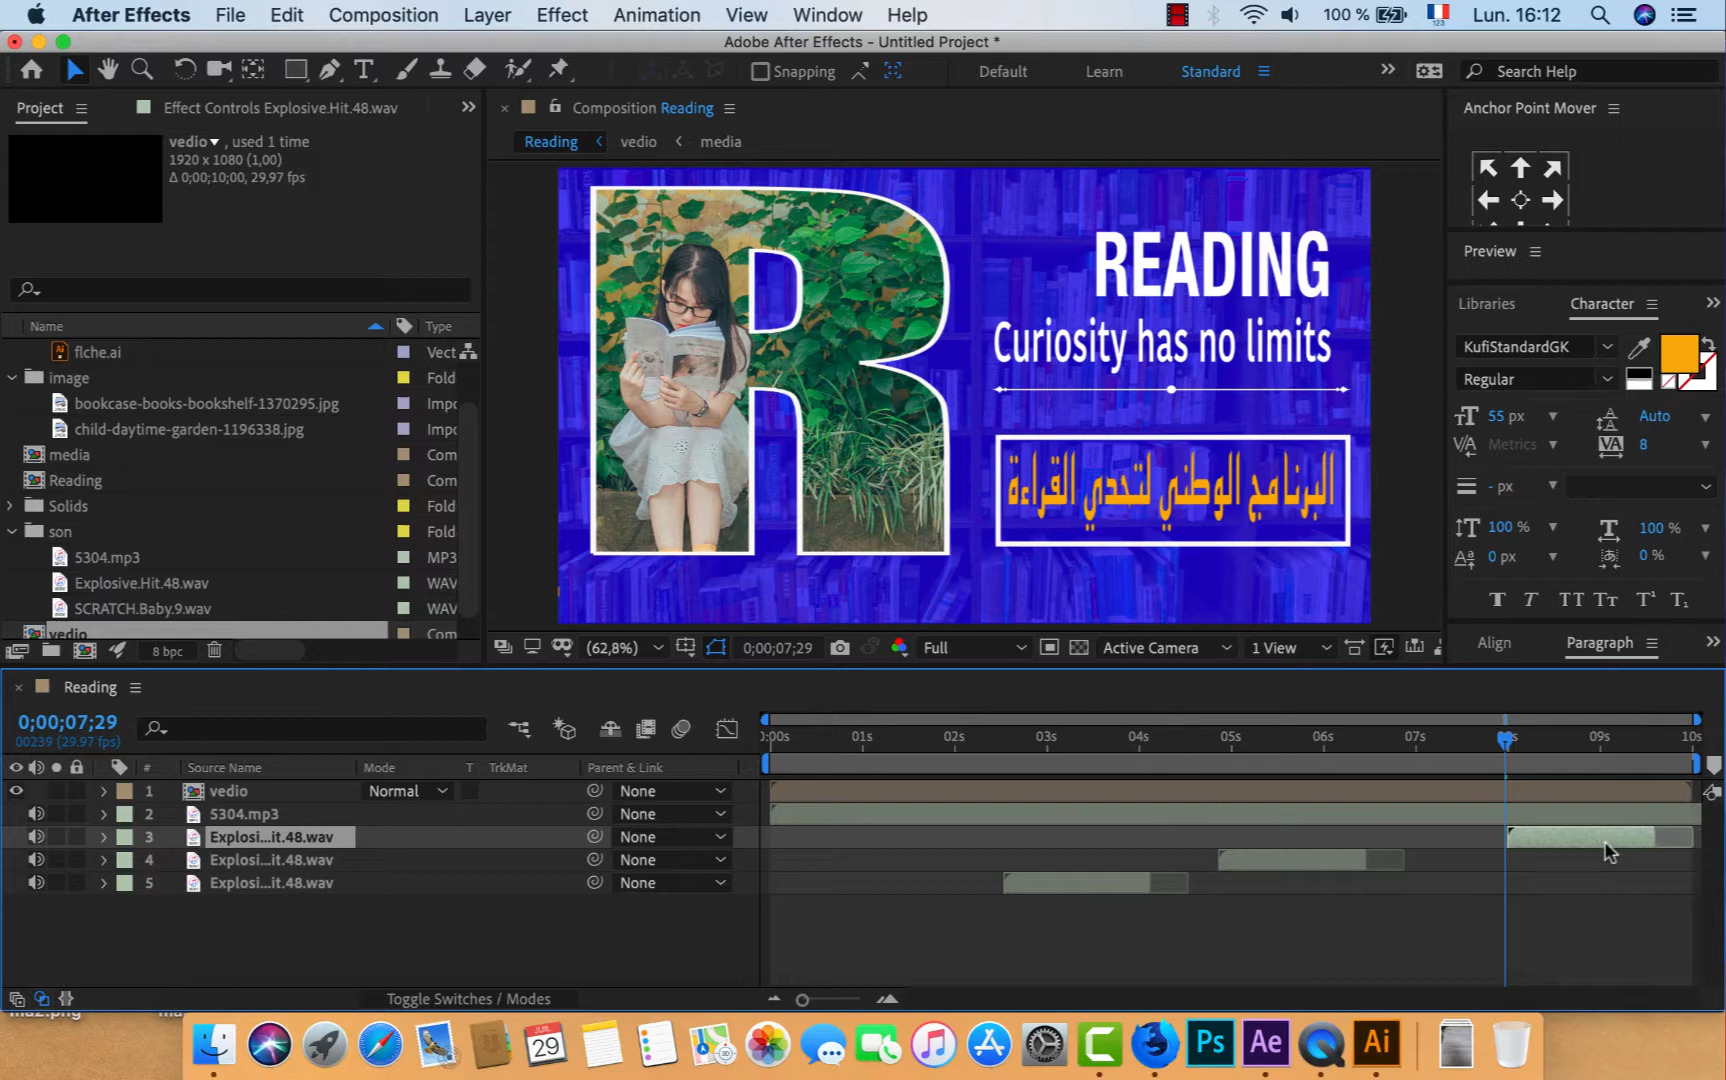 After Effects File Edit Composition Layer Effect Animation View Window Help 100 % 123 Lun. 16:12
Adobe After Effects - Untitled Project *
Snapping Default Learn Standard Search Help
Project Effect Controls Explosive.Hit.48.wav
vedio , used 1 time
1920 x 1080 (1,00)
Δ 0;00;10;00, 29,97 fps
Name Type
flche.ai Vect
image Fold
bookcase-books-bookshelf-1370295.jpg Impo
child-daytime-garden-1196338.jpg Impo
media Com
Reading Com
Solids Fold
son Fold
5304.mp3 MP3
Explosive.Hit.48.wav WAV
SCRATCH.Baby.9.wav WAV
vedio Com
8 bpc
Composition Reading
Reading vedio media
R
READING
Curiosity has no limits
البرنامج الوطني لتحدي القراءة
(62,8%) 0;00;07;29 Full Active Camera 1 View
Anchor Point Mover
Preview
Libraries Character
KufiStandardGK
Regular
55 px Auto
Metrics 8
- px
100 % 100 %
0 px 0 %
T T TT Tt T¹ T₁
Align Paragraph
Reading
0;00;07;29
00239 (29.97 fps)
# Source Name Mode T TrkMat Parent & Link
:00s 01s 02s 03s 04s 05s 06s 07s 09s 10s
1 vedio Normal None
2 5304.mp3 None
3 Explosi...it.48.wav None
4 Explosi...it.48.wav None
5 Explosi...it.48.wav None
Toggle Switches / Modes
JUIL.
29
3D
Ps Ae Ai